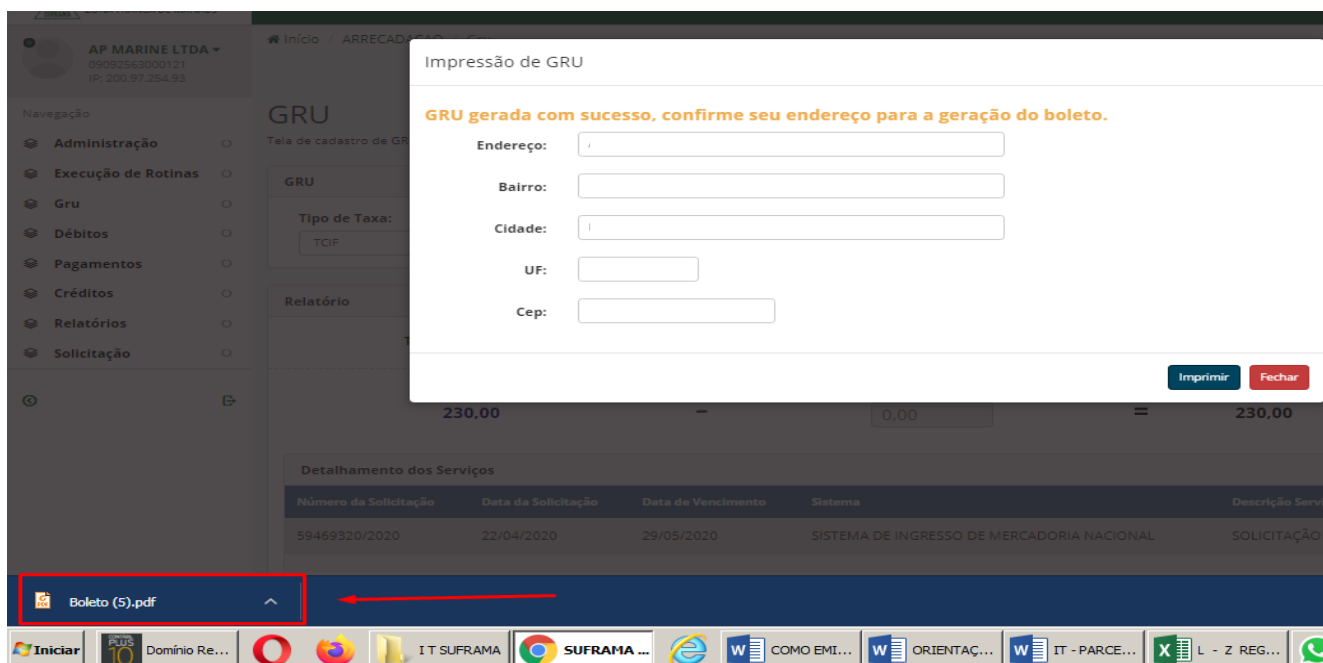 AP MARINE LTDA
09092563000121
IP: 200.97.254.93
Navegação
Administração
Execução de Rotinas
Gru
Débitos
Pagamentos
Créditos
Relatórios
Solicitação
Início / ARRECADAÇÃO / Gru
GRU
Tela de cadastro de GR
GRU
Tipo de Taxa:
TCIF
Relatório
T
Impressão de GRU
GRU gerada com sucesso, confirme seu endereço para a geração do boleto.
Endereço:
Bairro:
Cidade:
UF:
Cep:
Imprimir Fechar
230,00 - 0,00 = 230,00
Detalhamento dos Serviços
Número da Solicitação Data da Solicitação Data de Vencimento Sistema Descrição Servi
59469320/2020 22/04/2020 29/05/2020 SISTEMA DE INGRESSO DE MERCADORIA NACIONAL SOLICITAÇÃO
Boleto (5).pdf
Iniciar PLUS 10 Domínio Re... I T SUFRAMA SUFRAMA ... COMO EMI... ORIENTAÇ... IT - PARCE... L - Z REG...